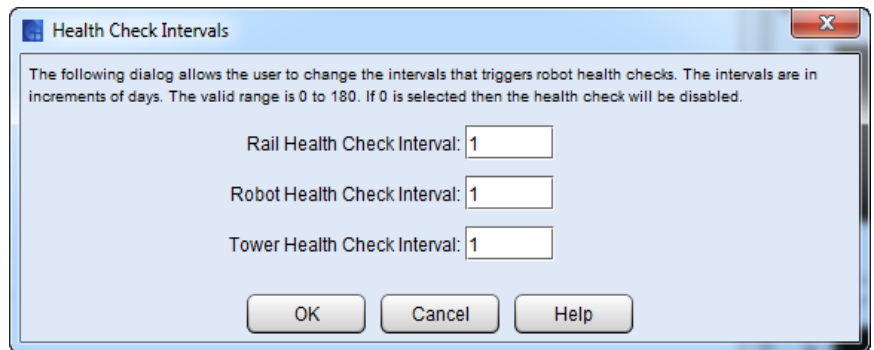 Health Check Intervals
The following dialog allows the user to change the intervals that triggers robot health checks. The intervals are in
increments of days. The valid range is 0 to 180. If 0 is selected then the health check will be disabled.
Rail Health Check Interval: 1
Robot Health Check Interval: 1
Tower Health Check Interval: 1
OK Cancel Help